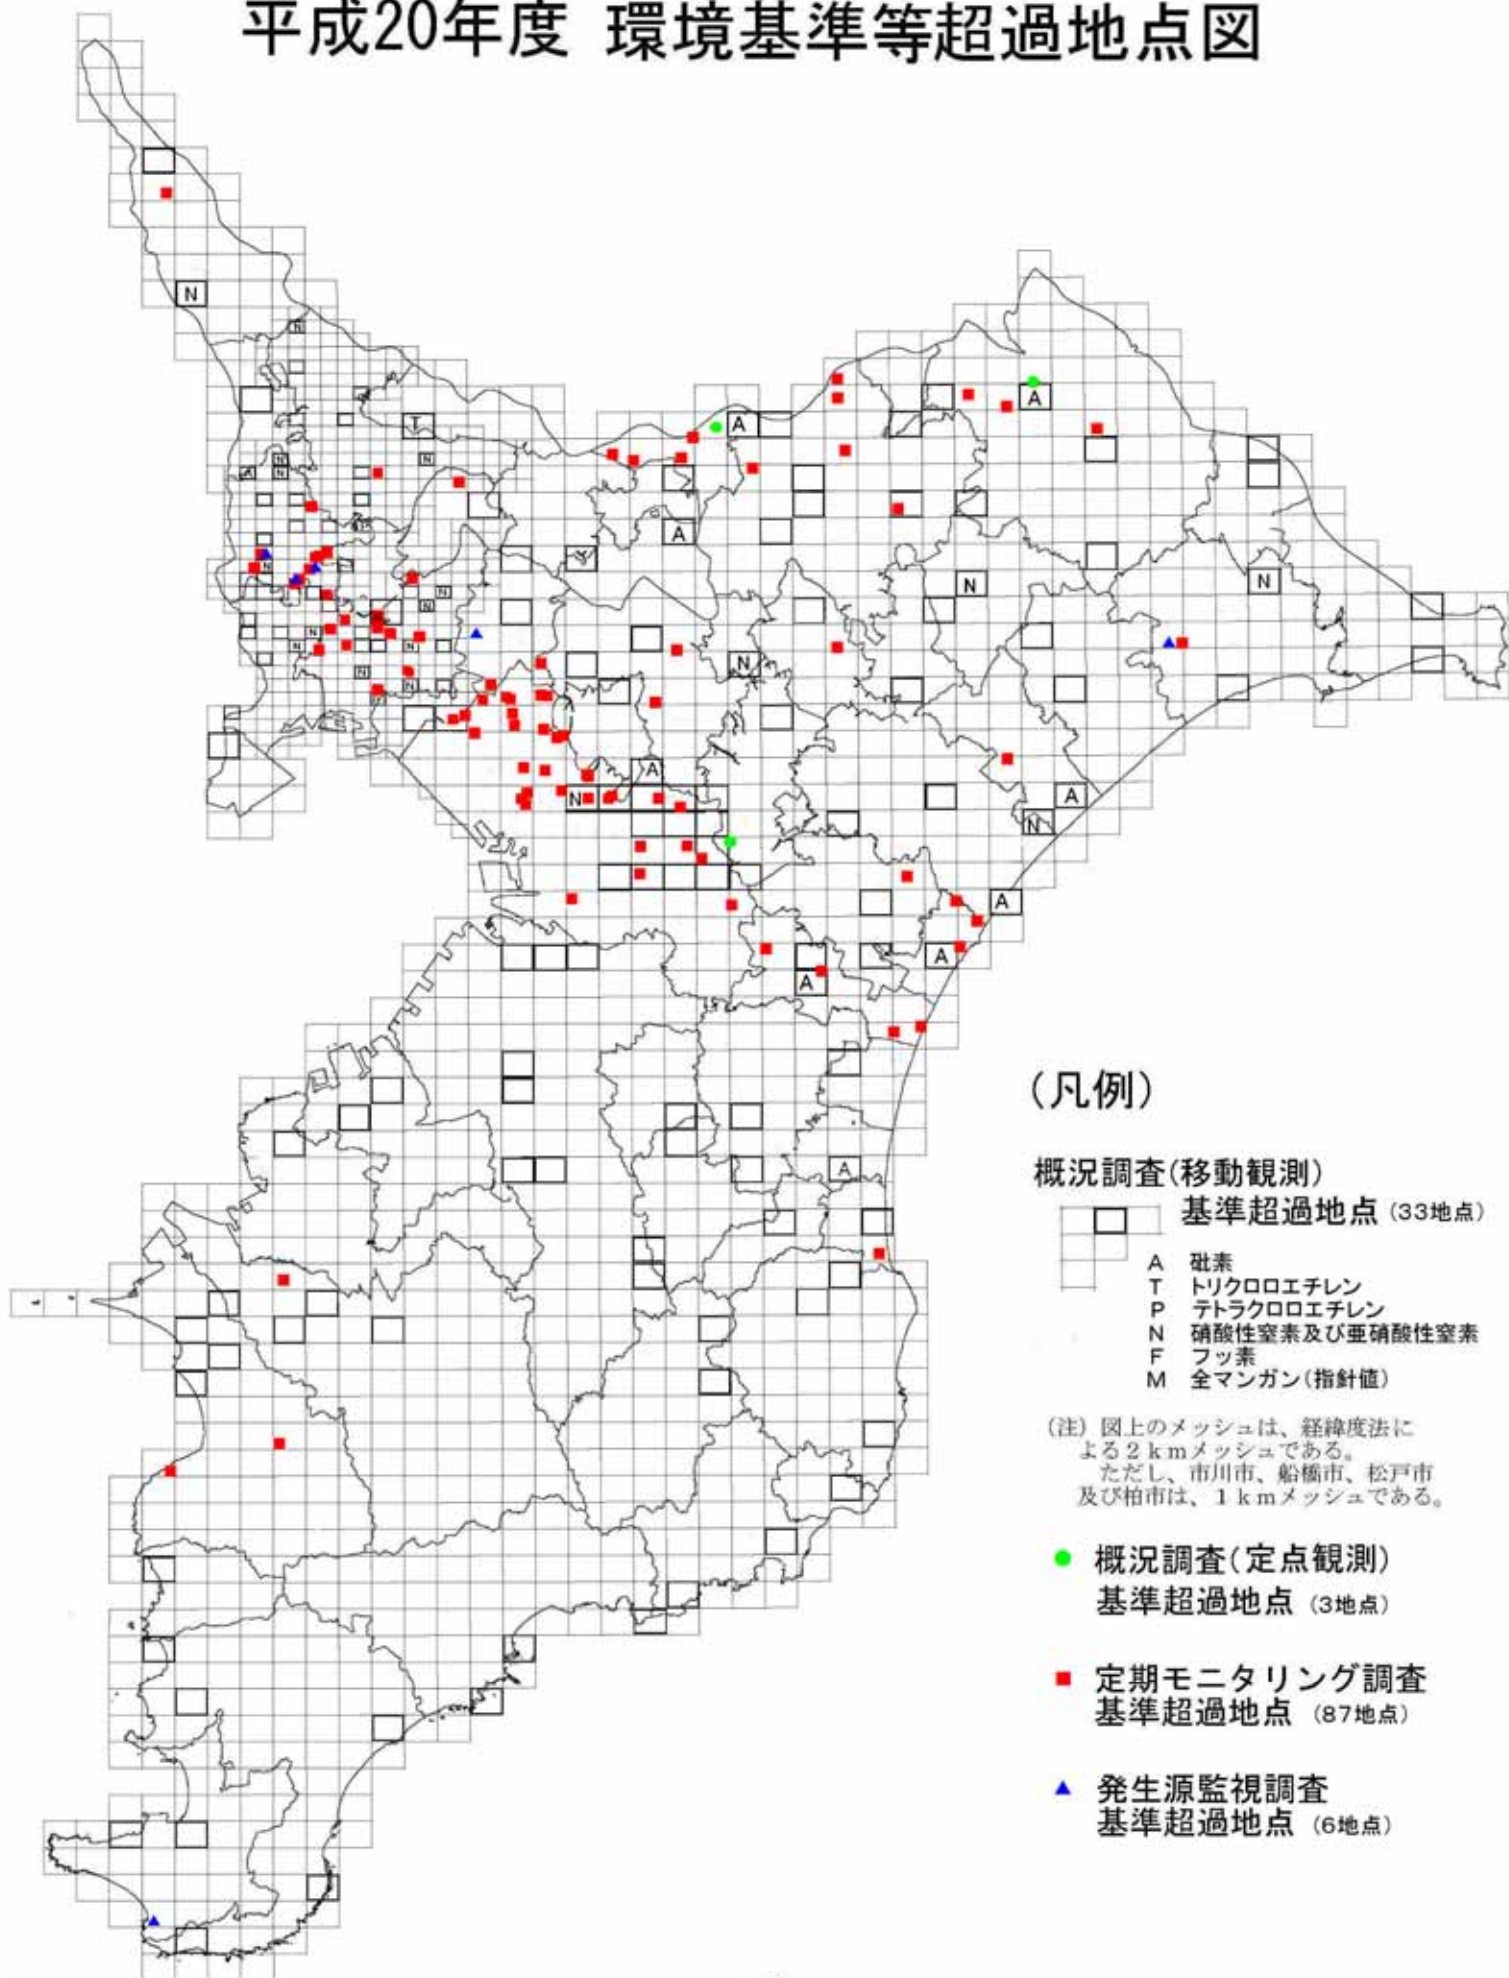 平成20年度 環境基準等超過地点図
N
N
T
A
A
N
N
N
A
N
A
N
N
N
N
N
N
N
N
N
N
A
N
A
N
A
A
A
A
A
(凡例)
概況調査(移動観測)
基準超過地点 (33地点)
A 砒素
T トリクロロエチレン
P テトラクロロエチレン
N 硝酸性窒素及び亜硝酸性窒素
F フッ素
M 全マンガン(指針値)
(注) 図上のメッシュは、経緯度法に
よる2kmメッシュである。
ただし、市川市、船橋市、松戸市
及び柏市は、1kmメッシュである。
概況調査(定点観測)
基準超過地点 (3地点)
定期モニタリング調査
基準超過地点 (87地点)
発生源監視調査
基準超過地点 (6地点)